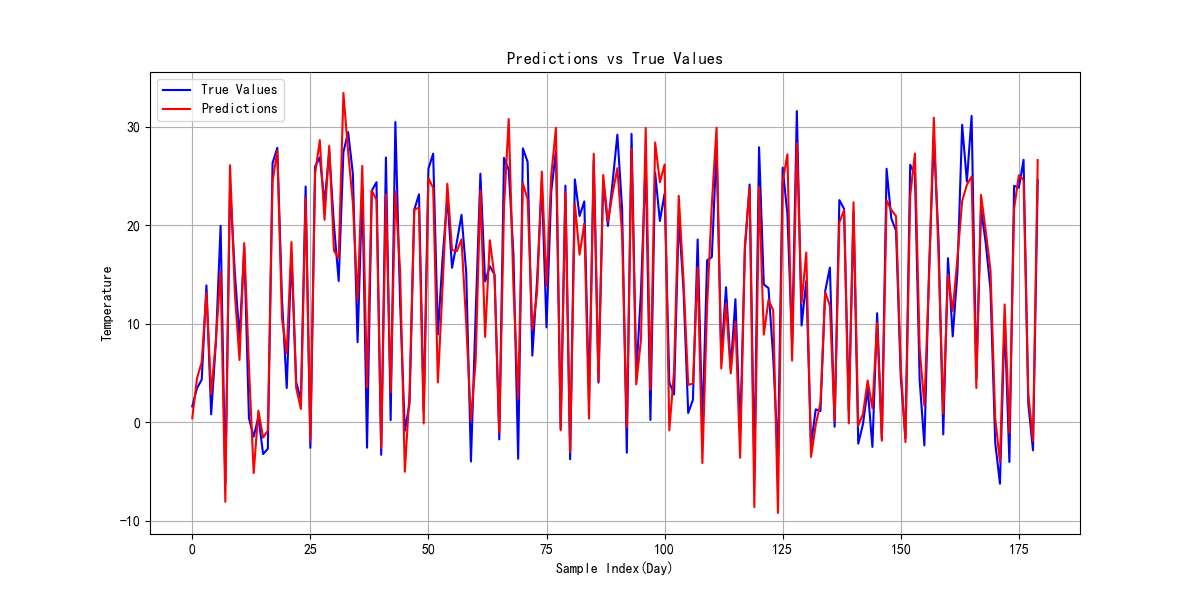 Predictions vs True Values
True Values
Predictions
Temperature
30
20
10
0
−10
0 25 50 75 100 125 150 175
Sample Index(Day)